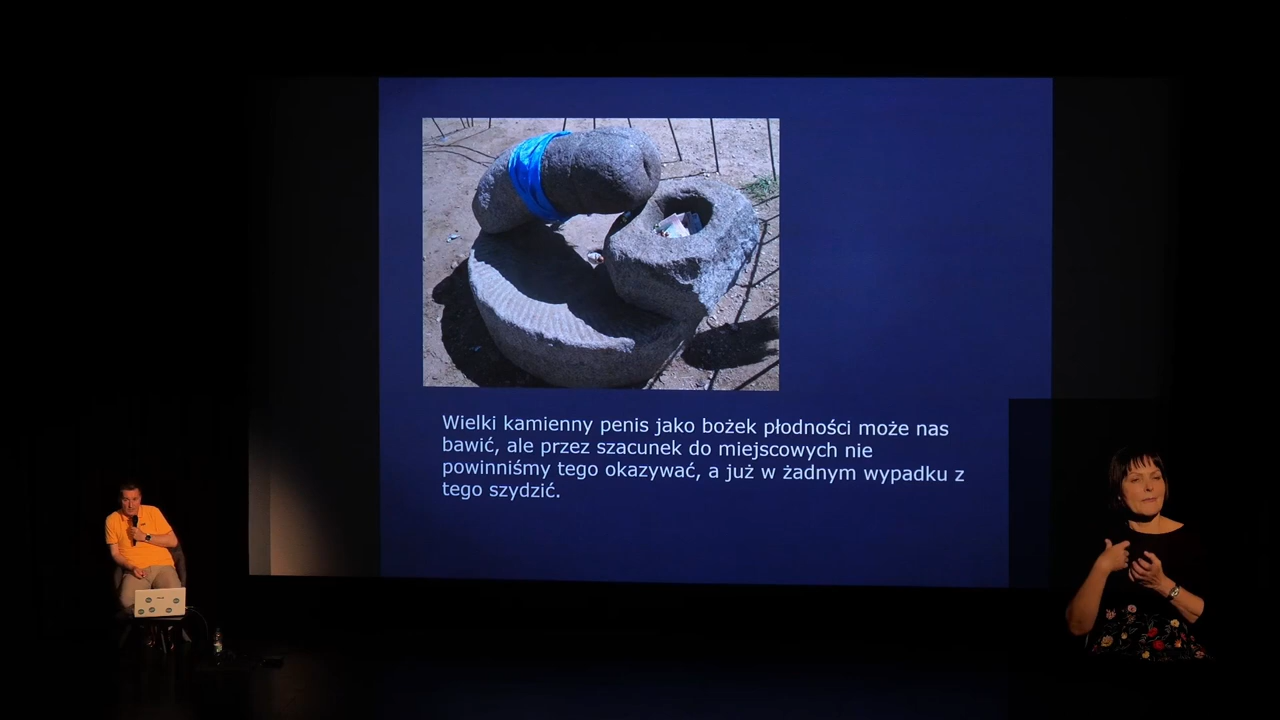 Wielki kamienny penis jako bożek płodności może nas
bawić, ale przez szacunek do miejscowych nie
powinniśmy tego okazywać, a już w żadnym wypadku z
tego szydzić.